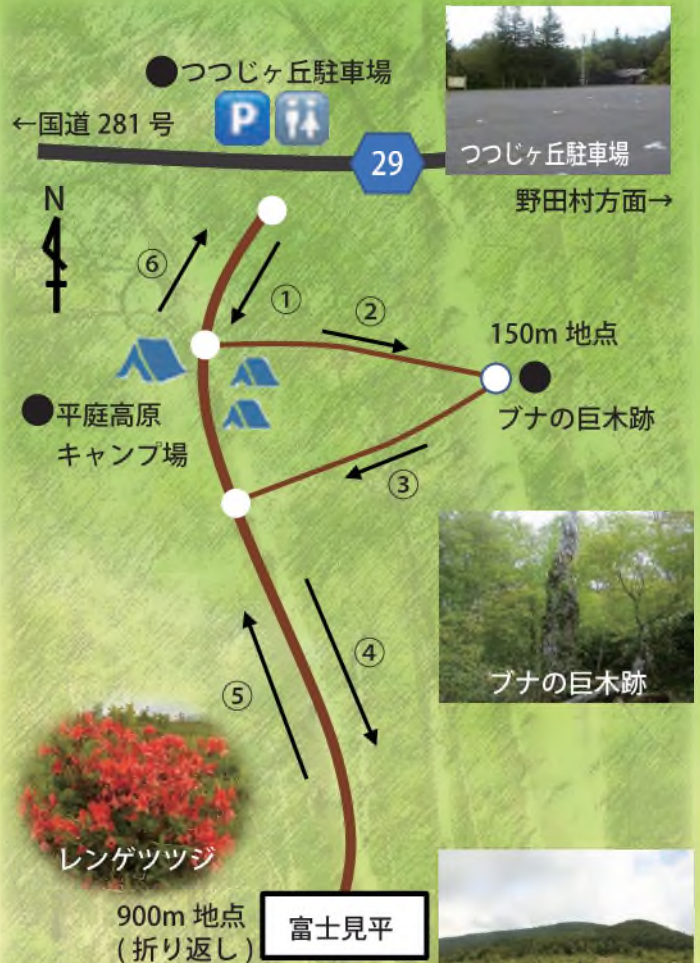 つつじヶ丘駐車場
←国道 281 号
P
29
つつじヶ丘駐車場
野田村方面→
N
⑥
①
②
150m 地点
ブナの巨木跡
平庭高原
キャンプ場
③
④
ブナの巨木跡
⑤
レンゲツツジ
900m 地点
( 折り返し )
富士見平